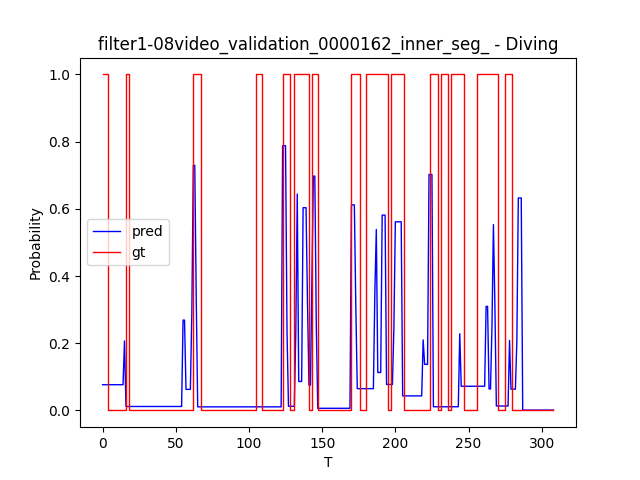 filter1-08video_validation_0000162_inner_seg_ - Diving
1.0
0.8
0.6
0.4
0.2
0.0
Probability
pred
gt
0 50 100 150 200 250 300
T